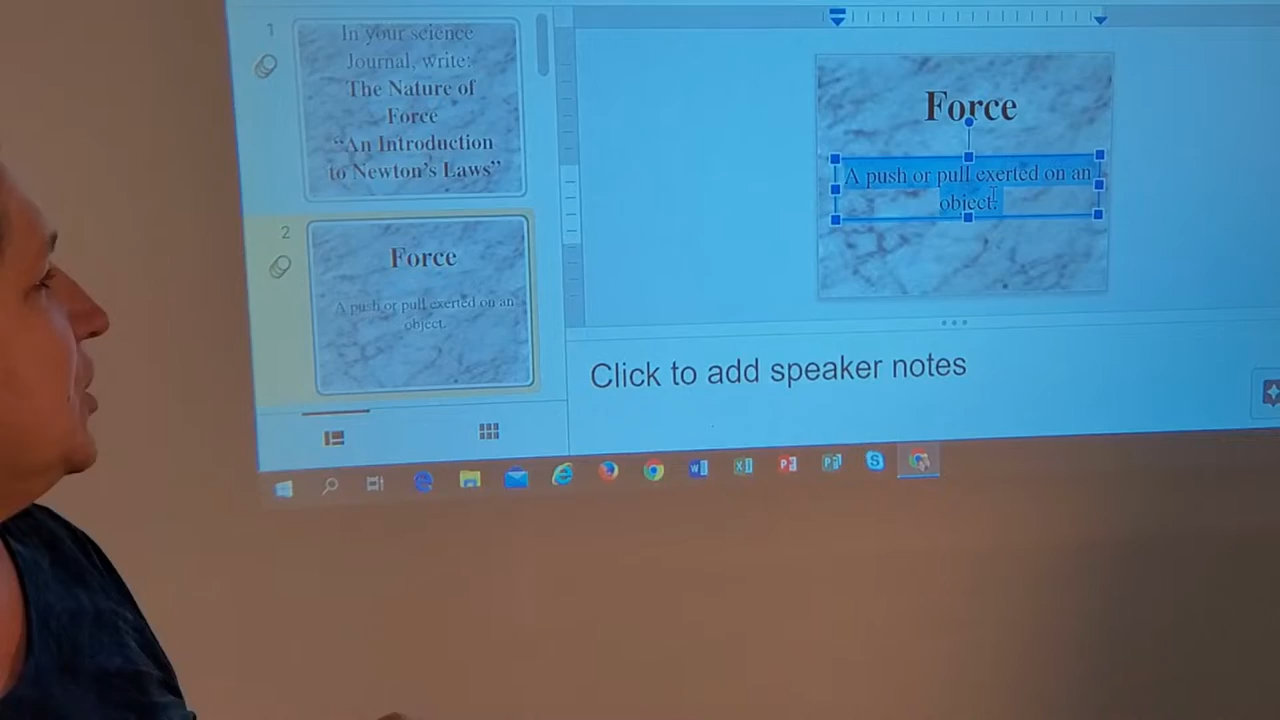 1
In your science
Journal, write:
The Nature of
Force
“An Introduction
to Newton’s Laws”
2
Force
A push or pull exerted on an
object.
Force
A push or pull exerted on an
object.
Click to add speaker notes